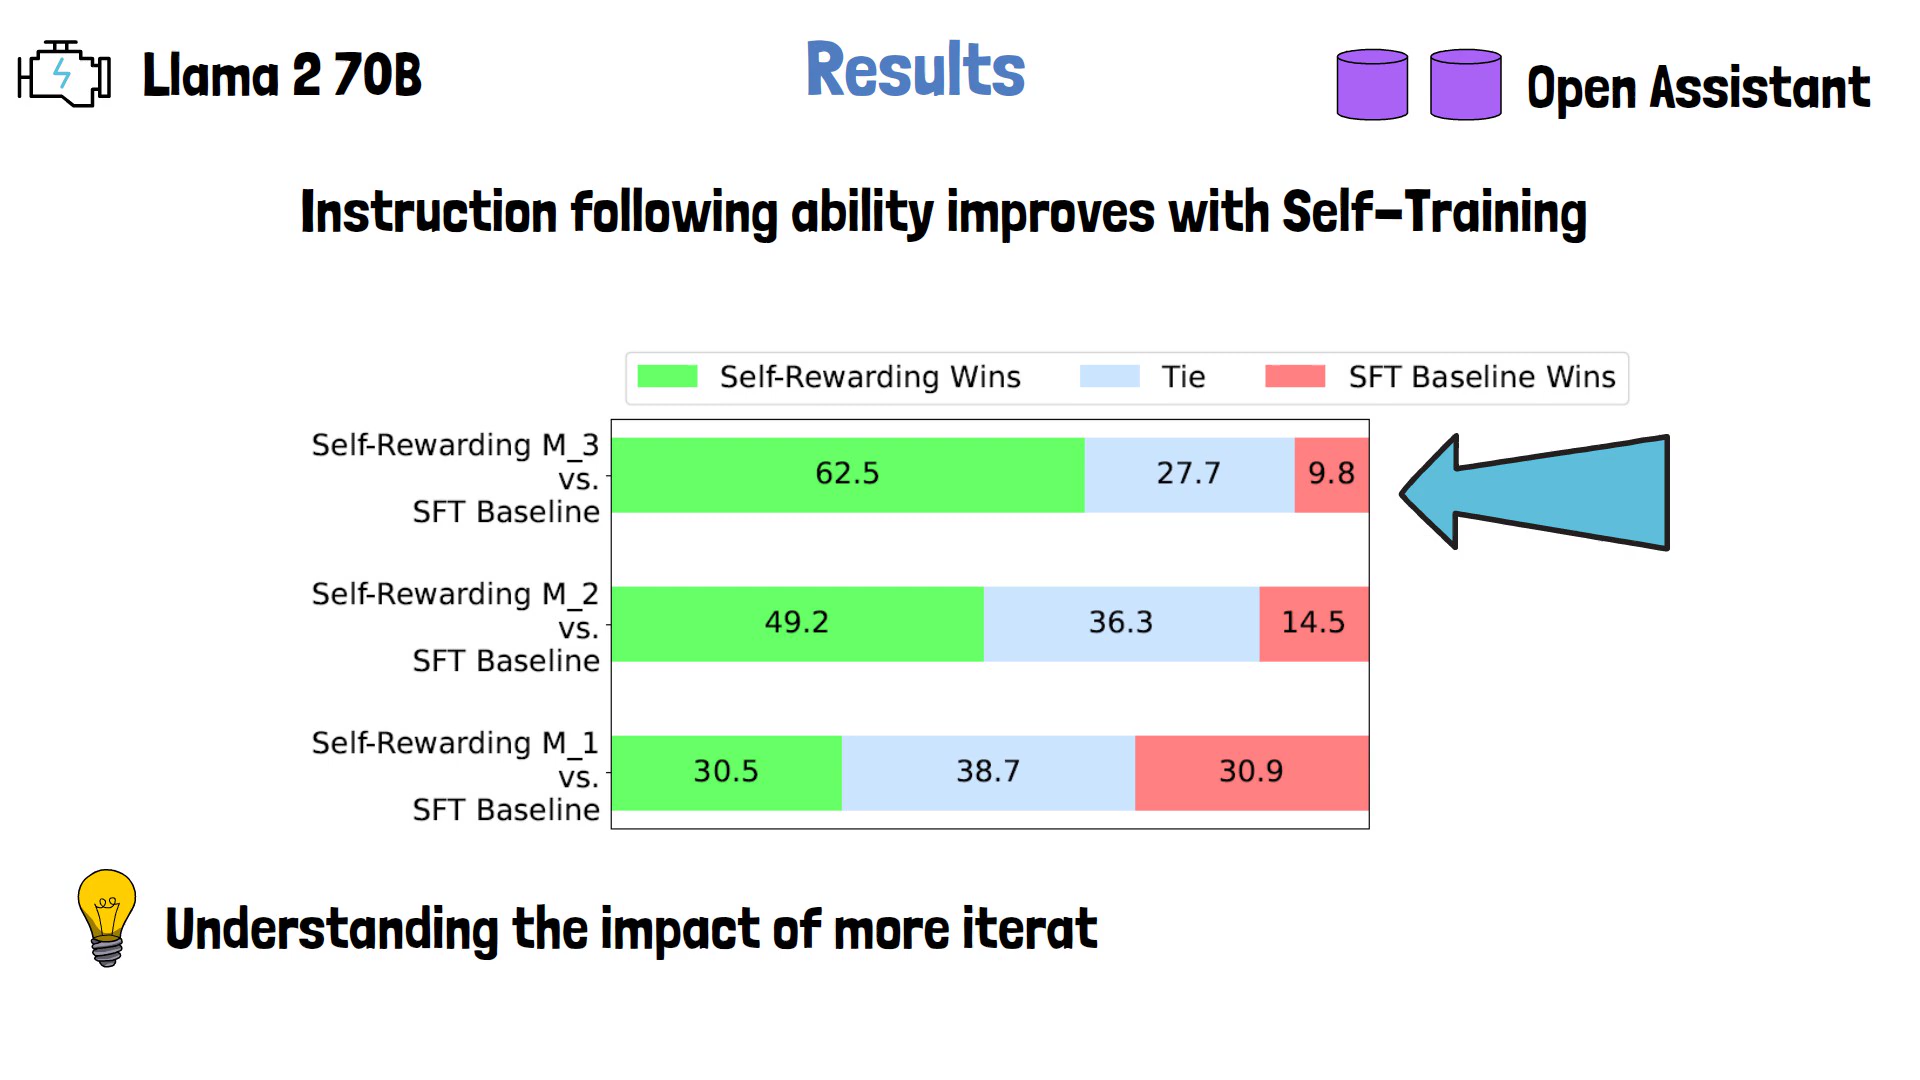 Llama 2 70B
Results
Open Assistant
Instruction following ability improves with Self-Training
Self-Rewarding Wins
Tie
SFT Baseline Wins
Self-Rewarding M_3
vs.
SFT Baseline
62.5
27.7
9.8
Self-Rewarding M_2
vs.
SFT Baseline
49.2
36.3
14.5
Self-Rewarding M_1
vs.
SFT Baseline
30.5
38.7
30.9
Understanding the impact of more iterat